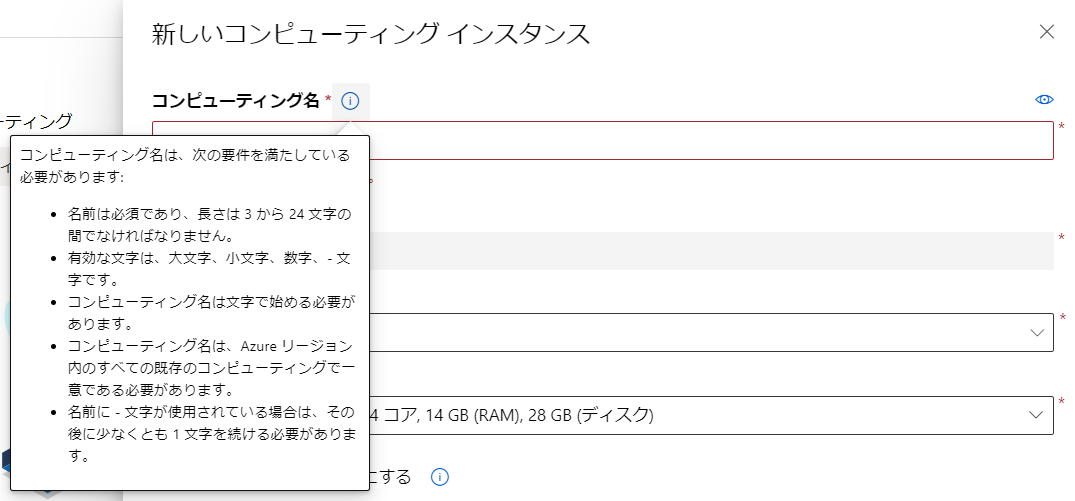 新しいコンピューティング インスタンス
コンピューティング名 *
ーティング
*
コンピューティング名は、次の要件を満たしている
必要があります:
• 名前は必須であり、長さは 3 から 24 文字の
間でなければなりません。
• 有効な文字は、大文字、小文字、数字、- 文
字です。
• コンピューティング名は文字で始める必要が
あります。
• コンピューティング名は、Azure リージョン
内のすべての既存のコンピューティングで一
意である必要があります。
• 名前に - 文字が使用されている場合は、その
後に少なくとも 1 文字を続ける必要がありま
す。
*
*
*
4 コア, 14 GB (RAM), 28 GB (ディスク)
にする